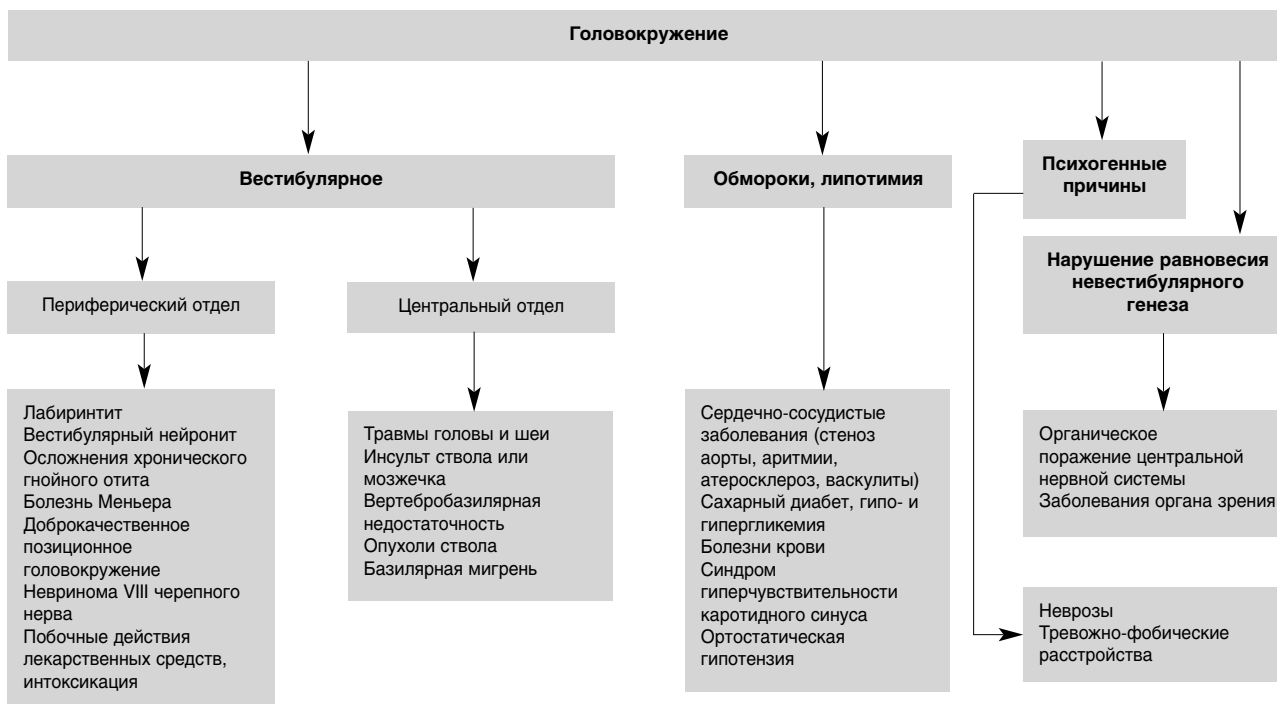 Головокружение
Вестибулярное
Обмороки, липотимия
Психогенные
причины
Нарушение равновесия
невестибулярного
генеза
Периферический отдел
Центральный отдел
Лабиринтит
Вестибулярный нейронит
Осложнения хронического
гнойного отита
Болезнь Меньера
Доброкачественное
позиционное
головокружение
Невринома VIII черепного
нерва
Побочные действия
лекарственных средств,
интоксикация
Травмы головы и шеи
Инсульт ствола или
мозжечка
Вертебробазилярная
недостаточность
Опухоли ствола
Базилярная мигрень
Сердечно-сосудистые
заболевания (стеноз
аорты, аритмии,
атеросклероз, васкулиты)
Сахарный диабет, гипо- и
гипергликемия
Болезни крови
Синдром
гиперчувствительности
каротидного синуса
Ортостатическая
гипотензия
Органическое
поражение центральной
нервной системы
Заболевания органа зрения
Неврозы
Тревожно-фобические
расстройства